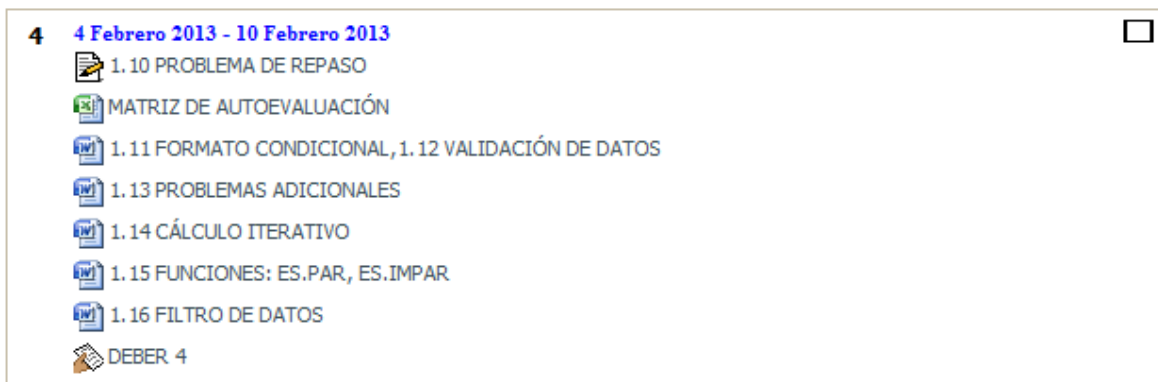 4 4 Febrero 2013 - 10 Febrero 2013
1.10 PROBLEMA DE REPASO
MATRIZ DE AUTOEVALUACIÓN
1.11 FORMATO CONDICIONAL,1.12 VALIDACIÓN DE DATOS
1.13 PROBLEMAS ADICIONALES
1.14 CÁLCULO ITERATIVO
1.15 FUNCIONES: ES.PAR, ES.IMPAR
1.16 FILTRO DE DATOS
DEBER 4